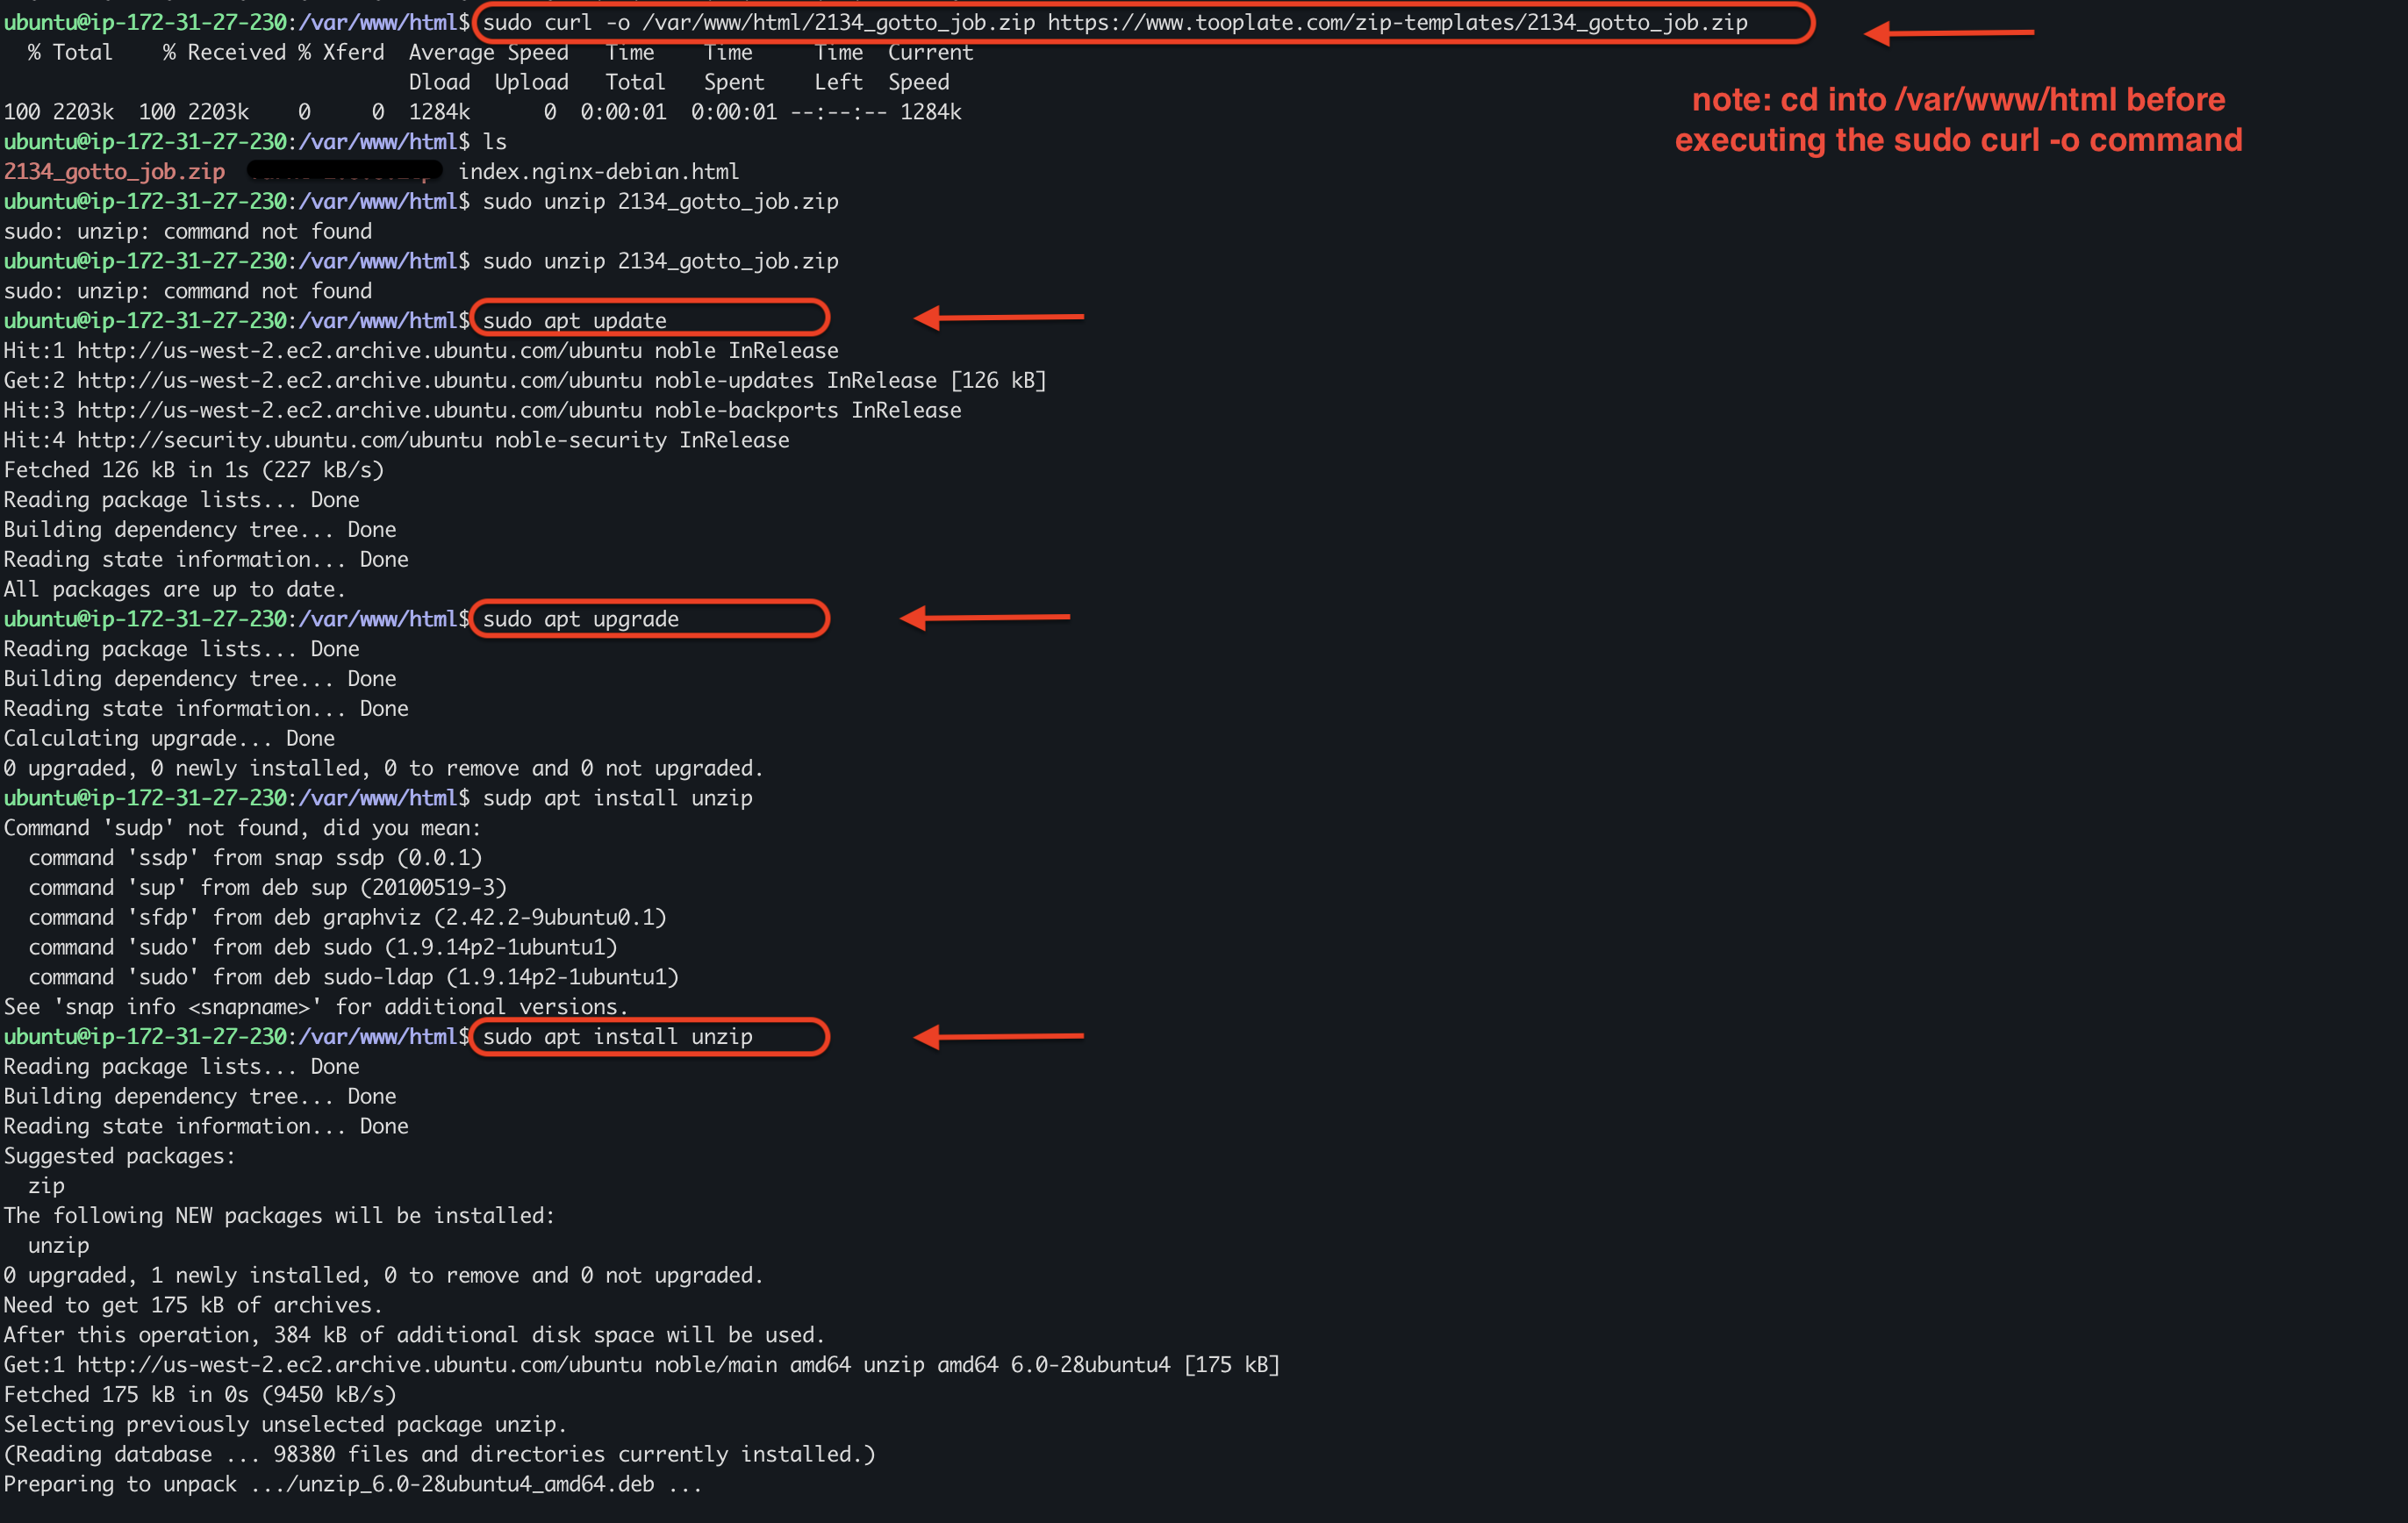 ubuntu@ip-172-31-27-230:/var/www/html$ sudo curl -o /var/www/html/2134_gotto_job.zip https://www.tooplate.com/zip-templates/2134_gotto_job.zip
  % Total    % Received % Xferd  Average Speed   Time    Time     Time  Current
                                 Dload  Upload   Total   Spent    Left  Speed
100 2203k  100 2203k    0     0  1284k      0  0:00:01  0:00:01 --:--:-- 1284k
note: cd into /var/www/html before
executing the sudo curl -o command
ubuntu@ip-172-31-27-230:/var/www/html$ ls
2134_gotto_job.zip  index.nginx-debian.html
ubuntu@ip-172-31-27-230:/var/www/html$ sudo unzip 2134_gotto_job.zip
sudo: unzip: command not found
ubuntu@ip-172-31-27-230:/var/www/html$ sudo unzip 2134_gotto_job.zip
sudo: unzip: command not found
ubuntu@ip-172-31-27-230:/var/www/html$ sudo apt update
Hit:1 http://us-west-2.ec2.archive.ubuntu.com/ubuntu noble InRelease
Get:2 http://us-west-2.ec2.archive.ubuntu.com/ubuntu noble-updates InRelease [126 kB]
Hit:3 http://us-west-2.ec2.archive.ubuntu.com/ubuntu noble-backports InRelease
Hit:4 http://security.ubuntu.com/ubuntu noble-security InRelease
Fetched 126 kB in 1s (227 kB/s)
Reading package lists... Done
Building dependency tree... Done
Reading state information... Done
All packages are up to date.
ubuntu@ip-172-31-27-230:/var/www/html$ sudo apt upgrade
Reading package lists... Done
Building dependency tree... Done
Reading state information... Done
Calculating upgrade... Done
0 upgraded, 0 newly installed, 0 to remove and 0 not upgraded.
ubuntu@ip-172-31-27-230:/var/www/html$ sudp apt install unzip
Command 'sudp' not found, did you mean:
  command 'ssdp' from snap ssdp (0.0.1)
  command 'sup' from deb sup (20100519-3)
  command 'sfdp' from deb graphviz (2.42.2-9ubuntu0.1)
  command 'sudo' from deb sudo (1.9.14p2-1ubuntu1)
  command 'sudo' from deb sudo-ldap (1.9.14p2-1ubuntu1)
See 'snap info <snapname>' for additional versions.
ubuntu@ip-172-31-27-230:/var/www/html$ sudo apt install unzip
Reading package lists... Done
Building dependency tree... Done
Reading state information... Done
Suggested packages:
  zip
The following NEW packages will be installed:
  unzip
0 upgraded, 1 newly installed, 0 to remove and 0 not upgraded.
Need to get 175 kB of archives.
After this operation, 384 kB of additional disk space will be used.
Get:1 http://us-west-2.ec2.archive.ubuntu.com/ubuntu noble/main amd64 unzip amd64 6.0-28ubuntu4 [175 kB]
Fetched 175 kB in 0s (9450 kB/s)
Selecting previously unselected package unzip.
(Reading database ... 98380 files and directories currently installed.)
Preparing to unpack .../unzip_6.0-28ubuntu4_amd64.deb ...